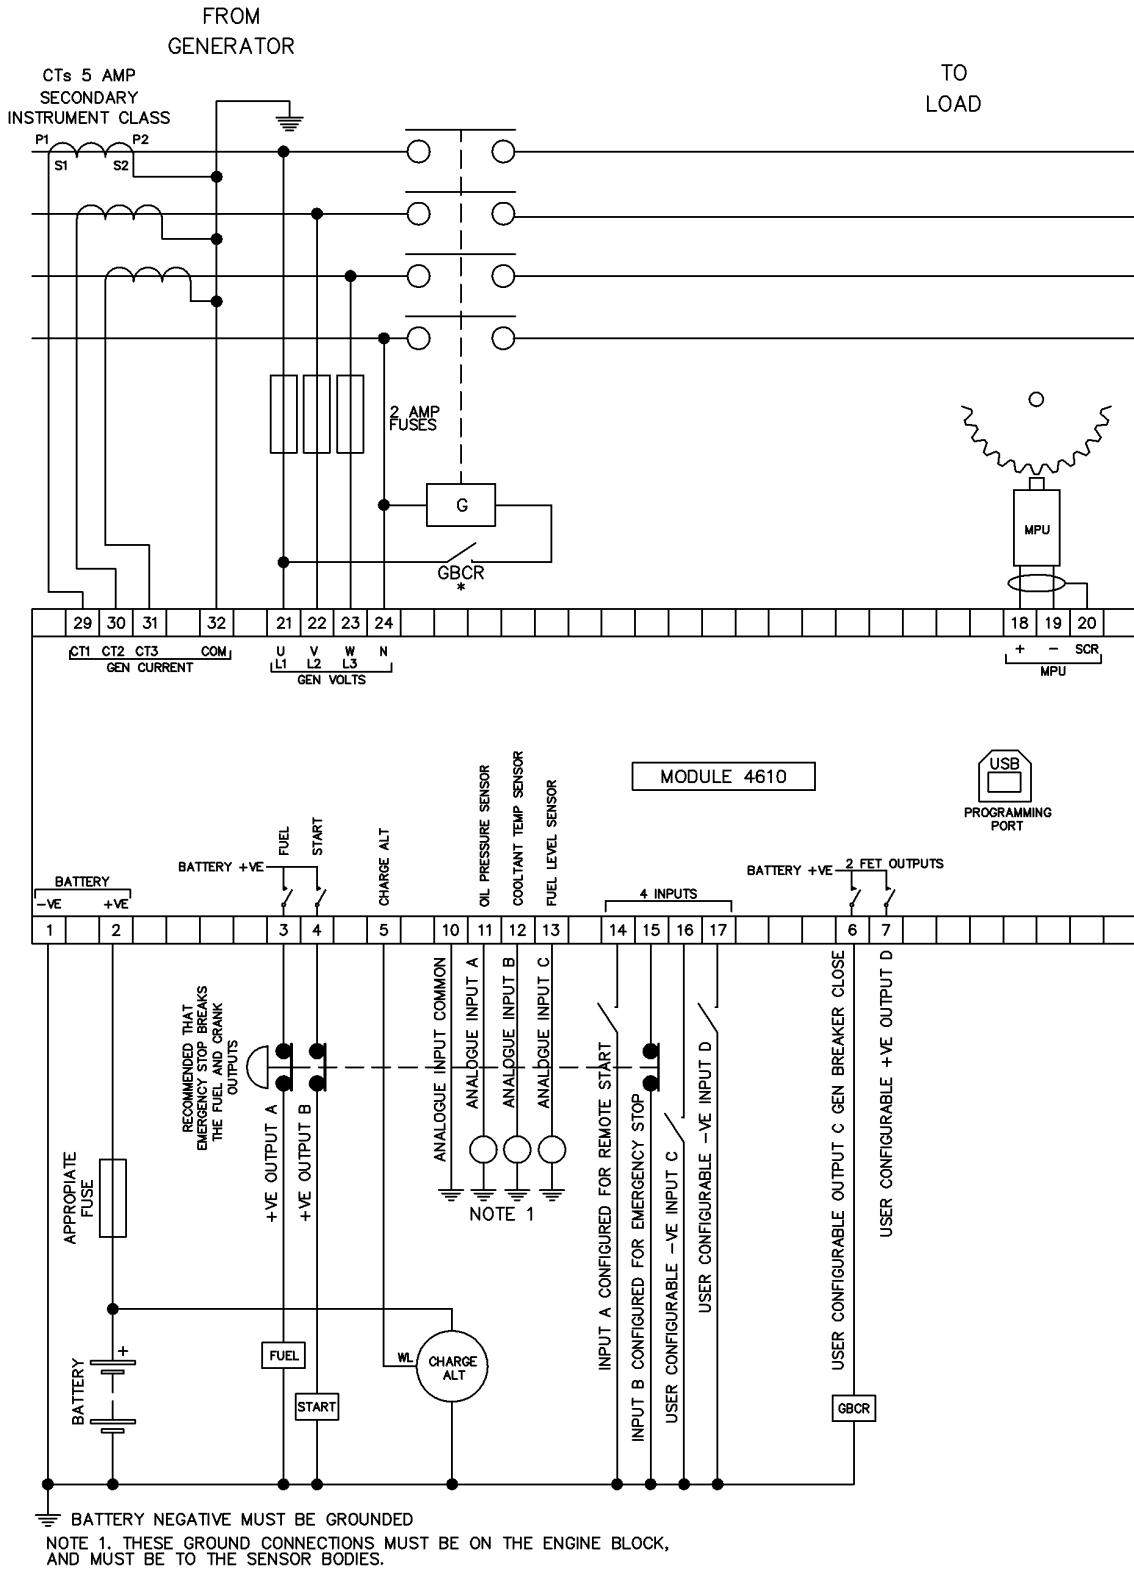 FROM
GENERATOR
CTs 5 AMP
SECONDARY
INSTRUMENT CLASS
TO
LOAD
P1 P2
S1 S2
2 AMP
FUSES
G
GBCR
*
MPU
29 30 31 32 21 22 23 24 18 19 20
CT1 CT2 CT3 COM U V W N + − SCR
L1 L2 L3
GEN CURRENT
GEN VOLTS
MPU
MODULE 4610
USB
PROGRAMMING
PORT
FUEL
START
CHARGE ALT
OIL PRESSURE SENSOR
COOLTANT TEMP SENSOR
FUEL LEVEL SENSOR
BATTERY +VE
BATTERY +VE
2 FET OUTPUTS
BATTERY
−VE +VE
4 INPUTS
1 2 3 4 5 10 11 12 13 14 15 16 17 6 7
RECOMMENDED THAT
EMERGENCY STOP BREAKS
THE FUEL AND CRANK
OUTPUTS
+VE OUTPUT A
+VE OUTPUT B
ANALOGUE INPUT COMMON
ANALOGUE INPUT A
ANALOGUE INPUT B
ANALOGUE INPUT C
NOTE 1
INPUT A CONFIGURED FOR REMOTE START
INPUT B CONFIGURED FOR EMERGENCY STOP
USER CONFIGURABLE −VE INPUT C
USER CONFIGURABLE −VE INPUT D
USER CONFIGURABLE OUTPUT C GEN BREAKER CLOSE
USER CONFIGURABLE +VE OUTPUT D
APPROPIATE
FUSE
+
BATTERY
FUEL
START
WL
CHARGE
ALT
GBCR
BATTERY NEGATIVE MUST BE GROUNDED
NOTE 1. THESE GROUND CONNECTIONS MUST BE ON THE ENGINE BLOCK,
AND MUST BE TO THE SENSOR BODIES.